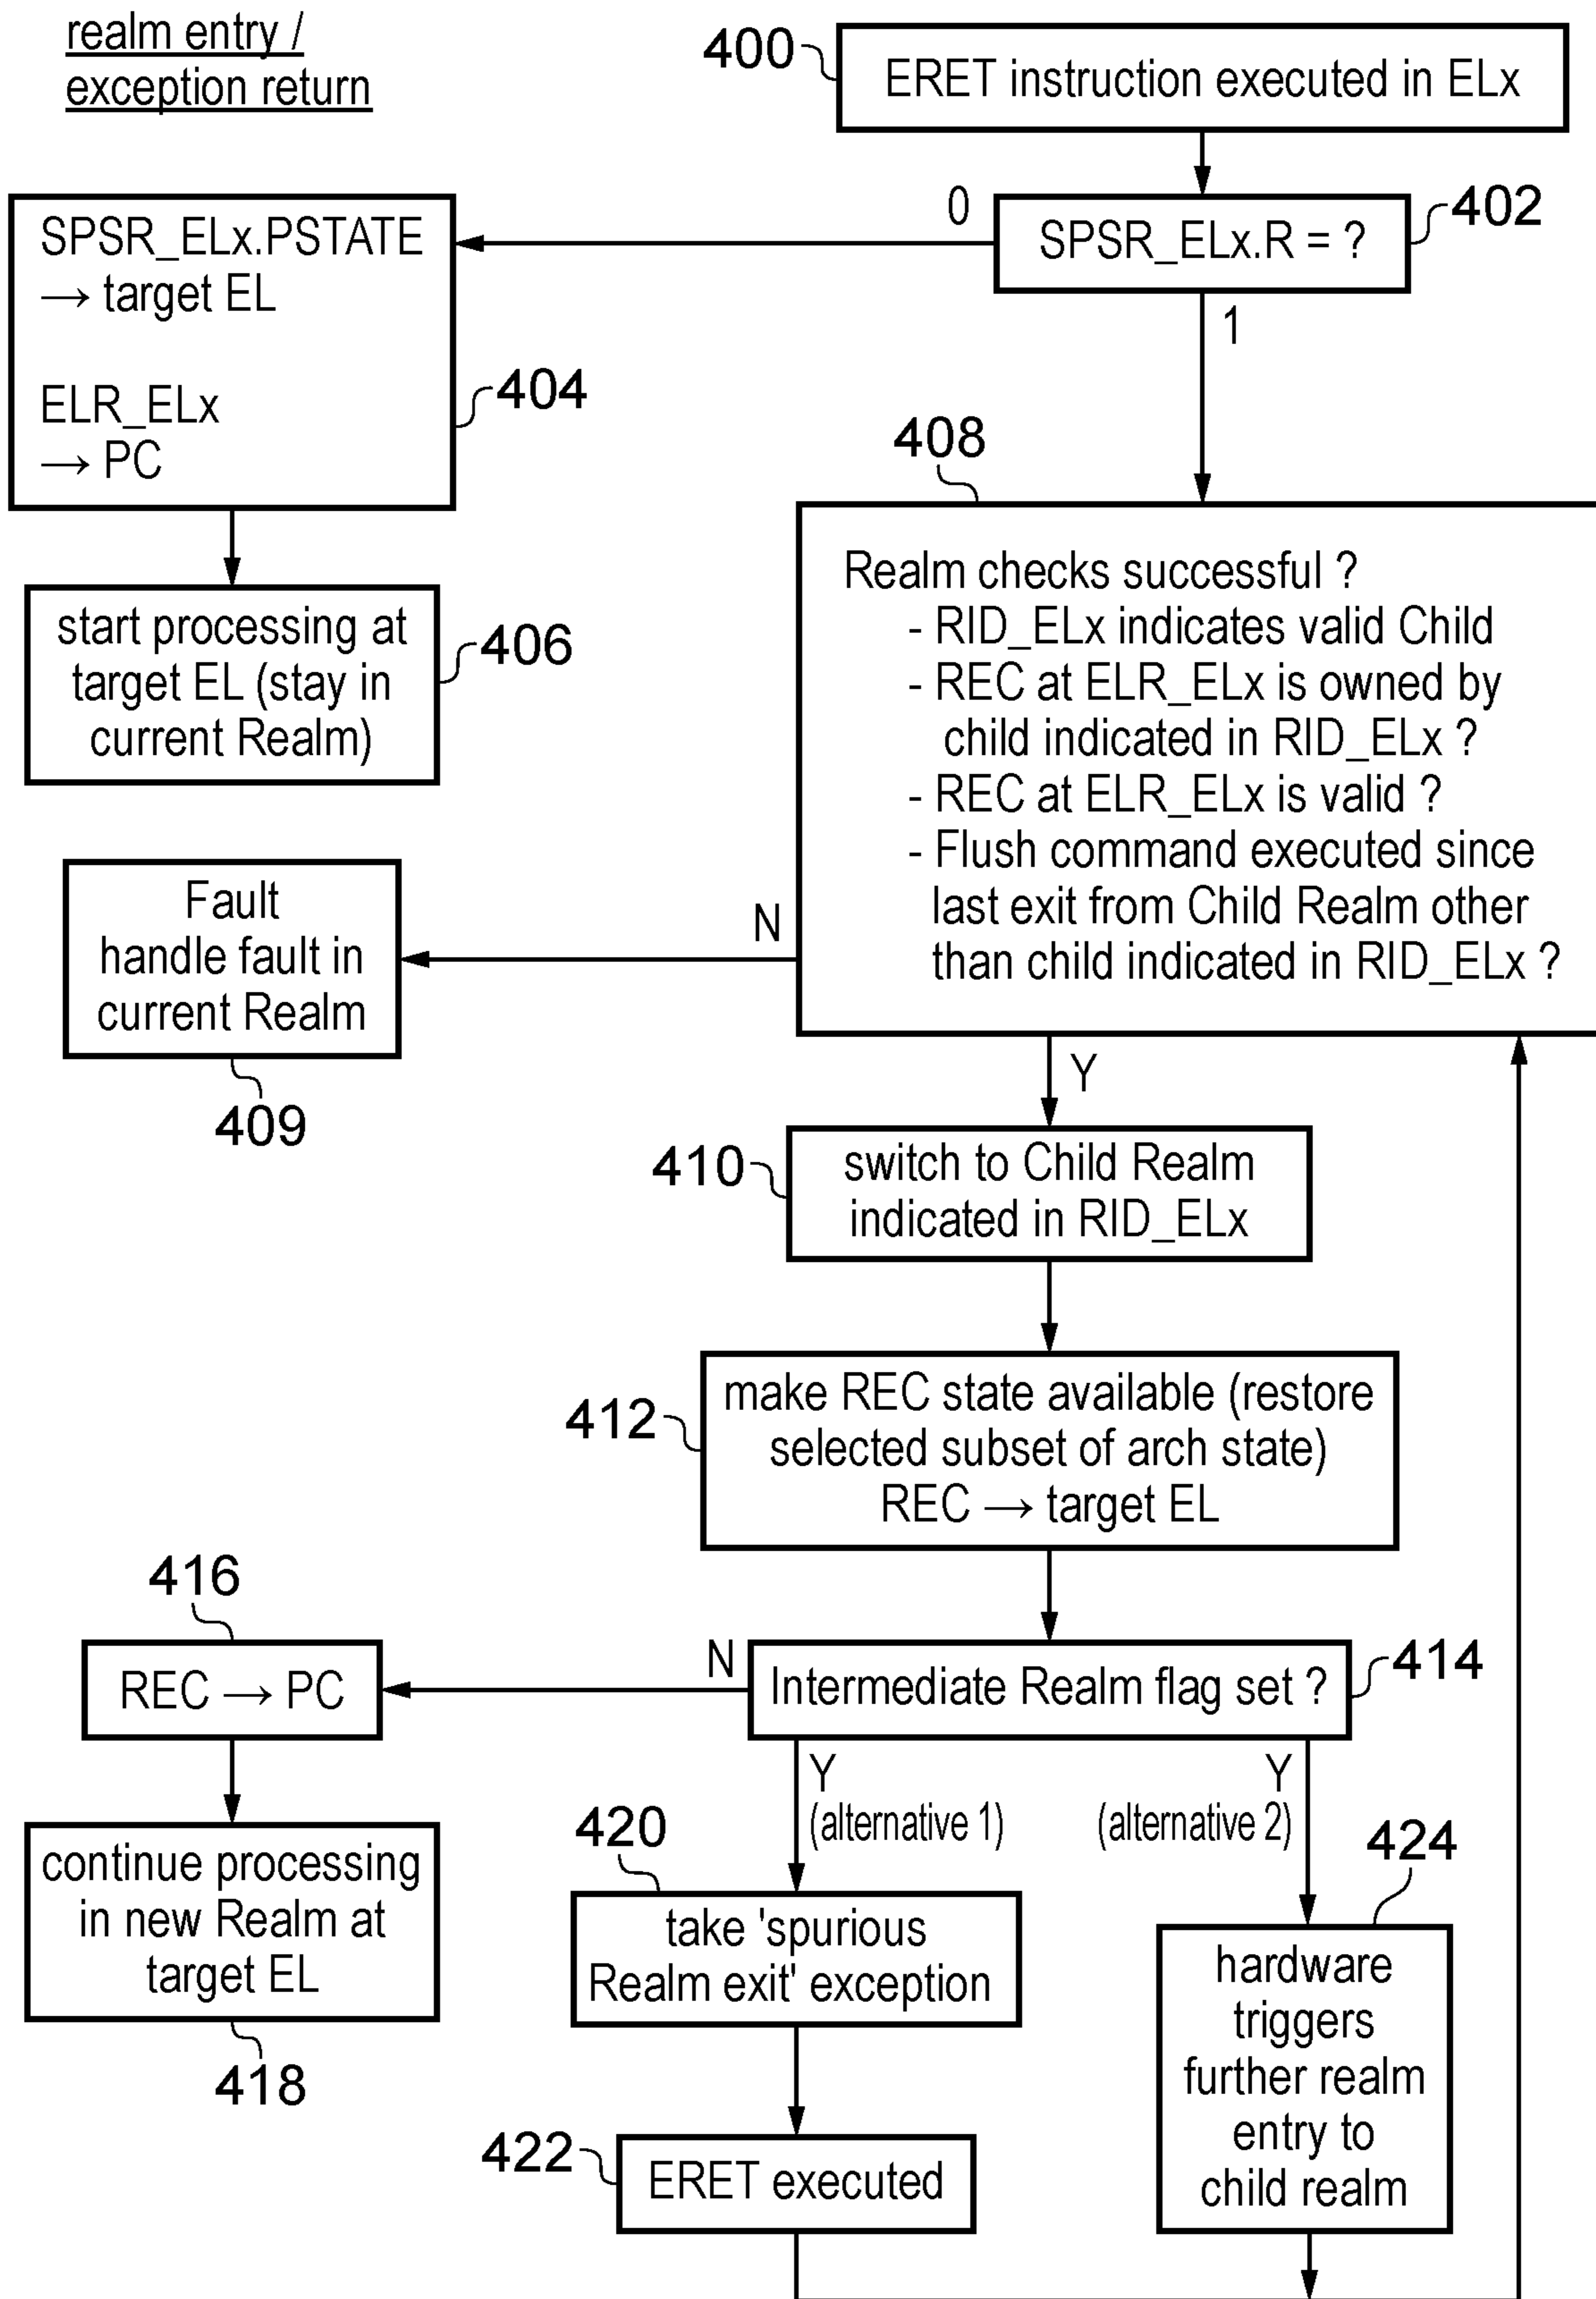 realm entry /
exception return
400
ERET instruction executed in ELx
402
SPSR_ELx.R = ?
0
1
SPSR_ELx.PSTATE
→ target EL
ELR_ELx
→ PC
404
start processing at
target EL (stay in
current Realm)
406
408
Realm checks successful ?
- RID_ELx indicates valid Child
- REC at ELR_ELx is owned by
child indicated in RID_ELx ?
- REC at ELR_ELx is valid ?
- Flush command executed since
last exit from Child Realm other
than child indicated in RID_ELx ?
N
Fault
handle fault in
current Realm
409
Y
410
switch to Child Realm
indicated in RID_ELx
412
make REC state available (restore
selected subset of arch state)
REC → target EL
414
Intermediate Realm flag set ?
N
416
REC → PC
continue processing
in new Realm at
target EL
418
Y
(alternative 1)
Y
(alternative 2)
420
take 'spurious
Realm exit' exception
422
ERET executed
424
hardware
triggers
further realm
entry to
child realm